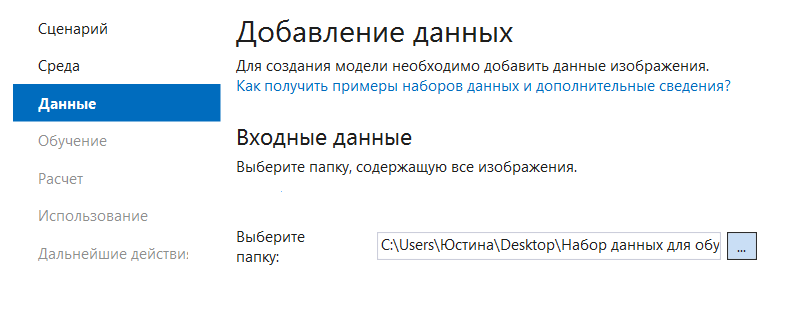 Сценарий
Среда
Данные
Обучение
Расчет
Использование
Дальнейшие действи
Добавление данных
Для создания модели необходимо добавить данные изображения.
Как получить примеры наборов данных и дополнительные сведения?
Входные данные
Выберите папку, содержащую все изображения.
Выберите
папку:
C:\Users\Юстина\Desktop\Набор данных для обу
...